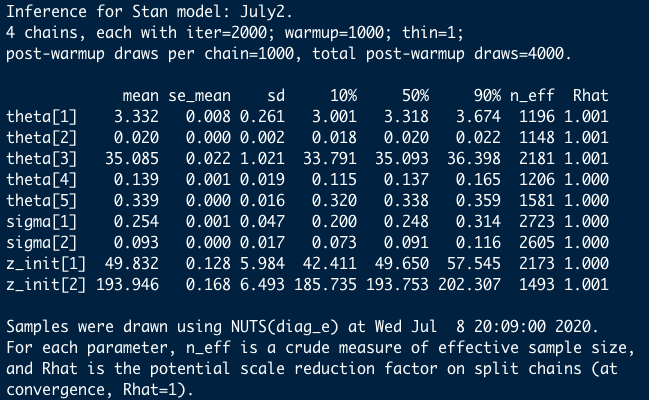 Inference for Stan model: July2.
4 chains, each with iter=2000; warmup=1000; thin=1;
post-warmup draws per chain=1000, total post-warmup draws=4000.

             mean se_mean    sd     10%     50%     90% n_eff  Rhat
theta[1]    3.332   0.008 0.261   3.001   3.318   3.674  1196 1.001
theta[2]    0.020   0.000 0.002   0.018   0.020   0.022  1148 1.001
theta[3]   35.085   0.022 1.021  33.791  35.093  36.398  2181 1.001
theta[4]    0.139   0.001 0.019   0.115   0.137   0.165  1206 1.000
theta[5]    0.339   0.000 0.016   0.320   0.338   0.359  1581 1.000
sigma[1]    0.254   0.001 0.047   0.200   0.248   0.314  2723 1.000
sigma[2]    0.093   0.000 0.017   0.073   0.091   0.116  2605 1.000
z_init[1]  49.832   0.128 5.984  42.411  49.650  57.545  2173 1.000
z_init[2] 193.946   0.168 6.493 185.735 193.753 202.307  1493 1.001

Samples were drawn using NUTS(diag_e) at Wed Jul  8 20:09:00 2020.
For each parameter, n_eff is a crude measure of effective sample size,
and Rhat is the potential scale reduction factor on split chains (at
convergence, Rhat=1).